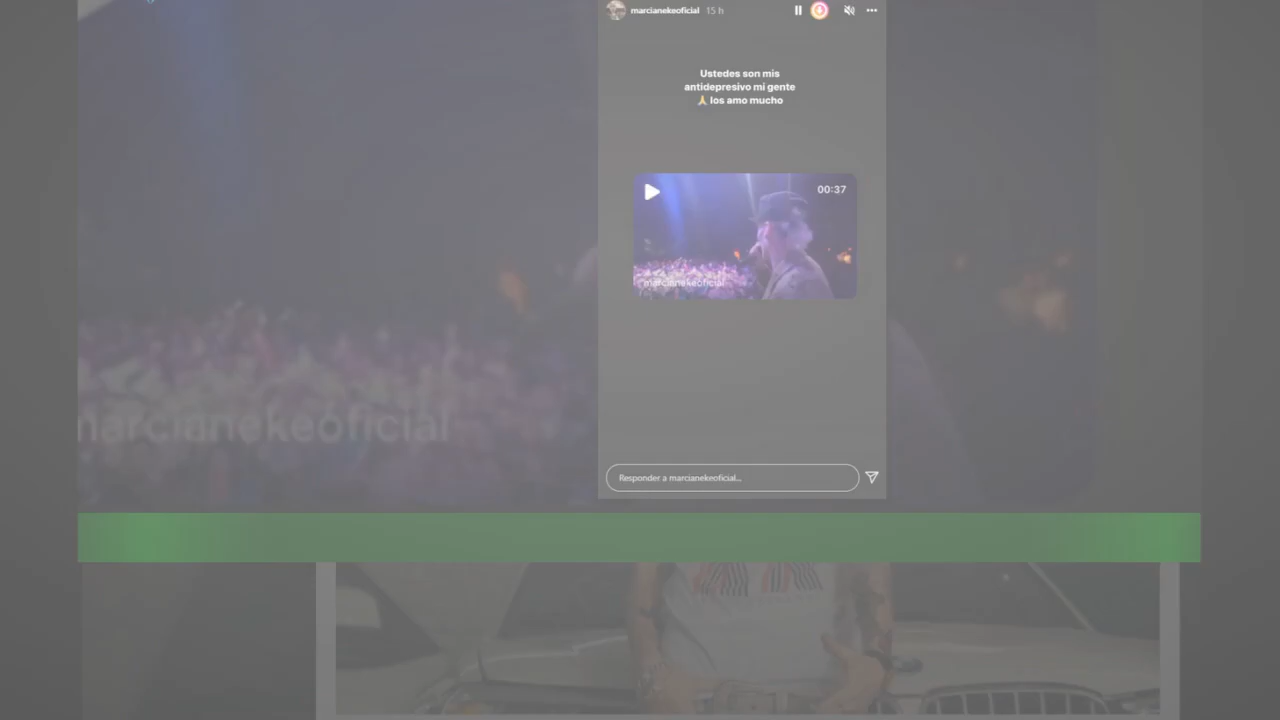 marcianekeoficial 15 h
Ustedes son mis
antidepresivo mi gente
🙏 los amo mucho
00:37
marcianekeoficial
marcianekeoficial
Responder a marcianekeoficial...